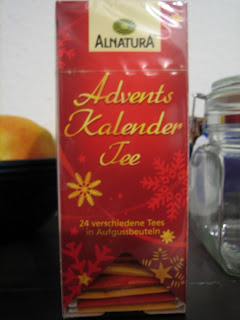 ALNATURA
Advents
Kalender
Tee
24 verschiedene Tees
in Aufgussbeuteln